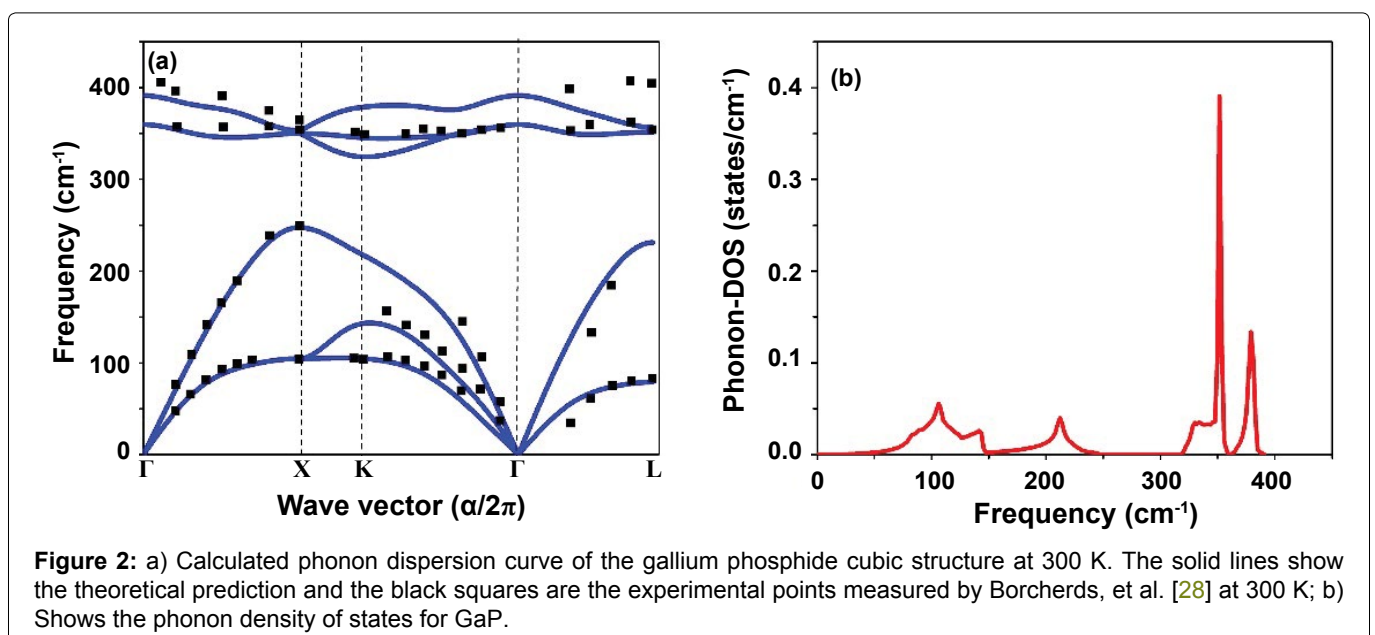 (a)
400
300
200
100
0
Frequency (cm⁻¹)
Γ X K Γ L
Wave vector (α/2π)
(b)
0.4
0.3
0.2
0.1
0.0
Phonon-DOS (states/cm⁻¹)
0 100 200 300 400
Frequency (cm⁻¹)
Figure 2: a) Calculated phonon dispersion curve of the gallium phosphide cubic structure at 300 K. The solid lines show
the theoretical prediction and the black squares are the experimental points measured by Borcherds, et al. [28] at 300 K; b)
Shows the phonon density of states for GaP.